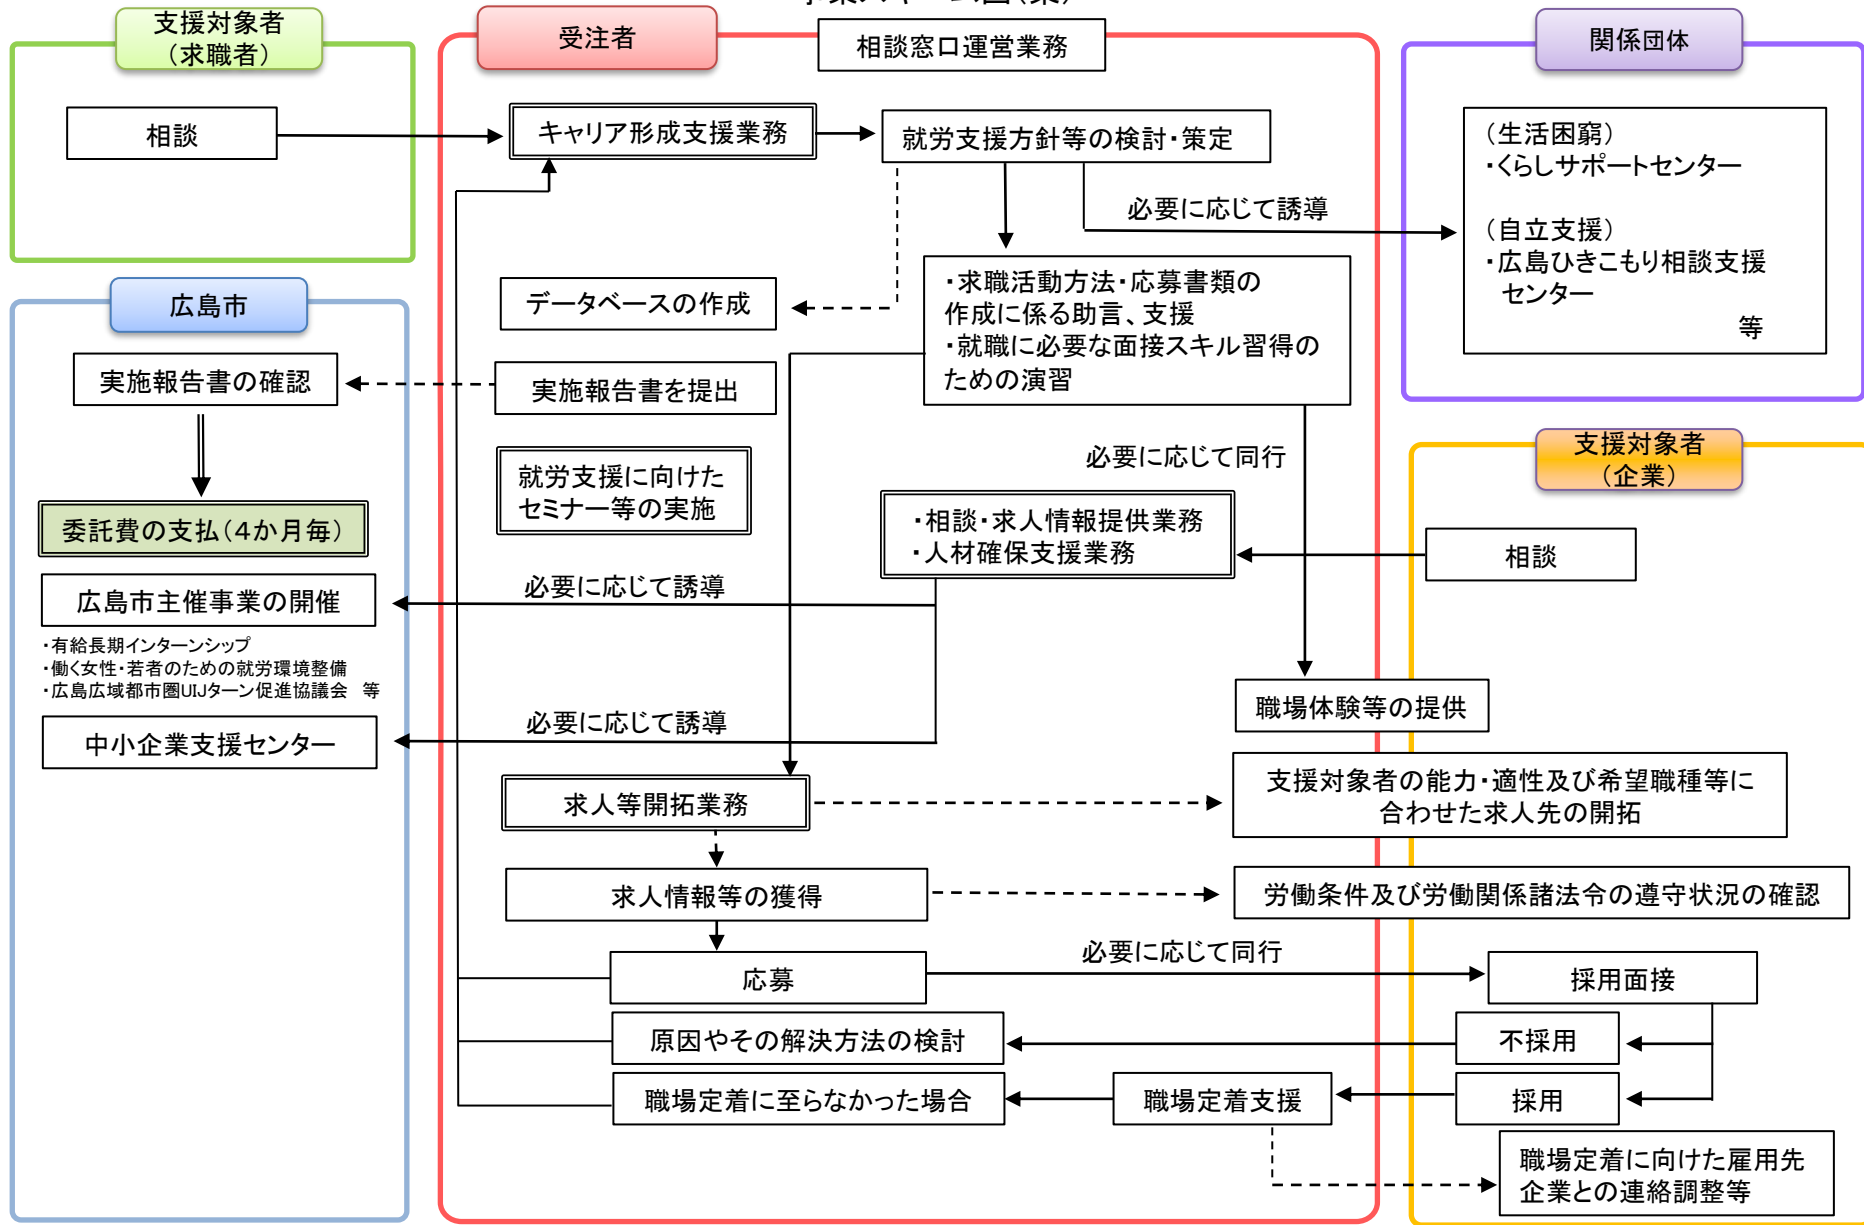 支援対象者
（求職者）
相談
受注者
相談窓口運営業務
キャリア形成支援業務
就労支援方針等の検討・策定
必要に応じて誘導
関係団体
（生活困窮）
・くらしサポートセンター
（自立支援）
・広島ひきこもり相談支援
センター
等
広島市
データベースの作成
・求職活動方法・応募書類の
作成に係る助言、支援
・就職に必要な面接スキル習得の
ための演習
実施報告書の確認
実施報告書を提出
就労支援に向けた
セミナー等の実施
必要に応じて同行
支援対象者
（企業）
委託費の支払（４か月毎）
・相談・求人情報提供業務
・人材確保支援業務
相談
広島市主催事業の開催
必要に応じて誘導
・有給長期インターンシップ
・働く女性・若者のための就労環境整備
・広島広域都市圏UIJターン促進協議会　等
職場体験等の提供
中小企業支援センター
必要に応じて誘導
求人等開拓業務
支援対象者の能力・適性及び希望職種等に
合わせた求人先の開拓
求人情報等の獲得
労働条件及び労働関係諸法令の遵守状況の確認
応募
必要に応じて同行
採用面接
原因やその解決方法の検討
不採用
職場定着に至らなかった場合
職場定着支援
採用
職場定着に向けた雇用先
企業との連絡調整等